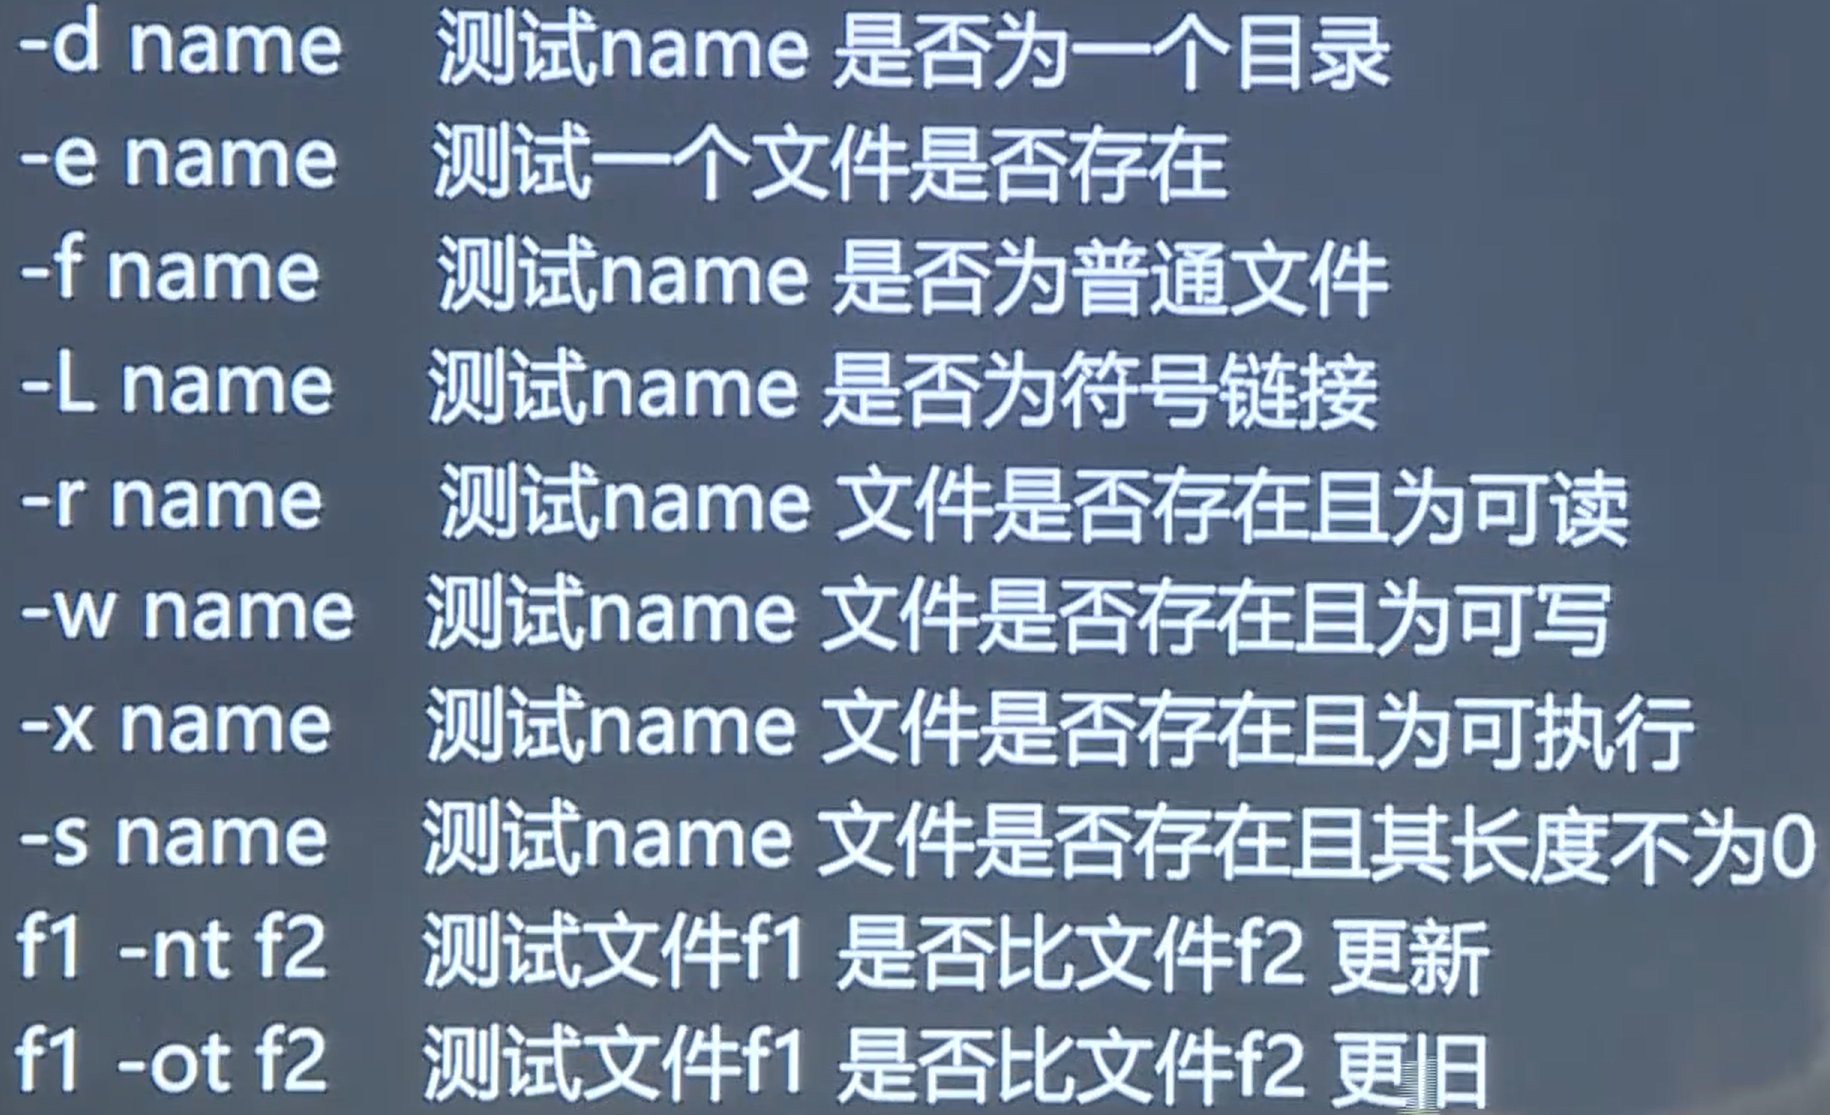 -d name 测试name 是否为一个目录
-e name 测试一个文件是否存在
-f name 测试name 是否为普通文件
-L name 测试name 是否为符号链接
-r name 测试name 文件是否存在且为可读
-w name 测试name 文件是否存在且为可写
-x name 测试name 文件是否存在且为可执行
-s name 测试name 文件是否存在且其长度不为0
f1 -nt f2 测试文件f1 是否比文件f2 更新
f1 -ot f2 测试文件f1 是否比文件f2 更旧